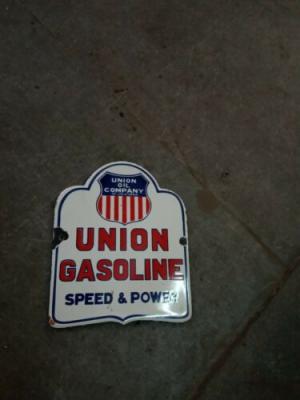 UNION
OIL
COMPANY
UNION
GASOLINE
SPEED & POWER